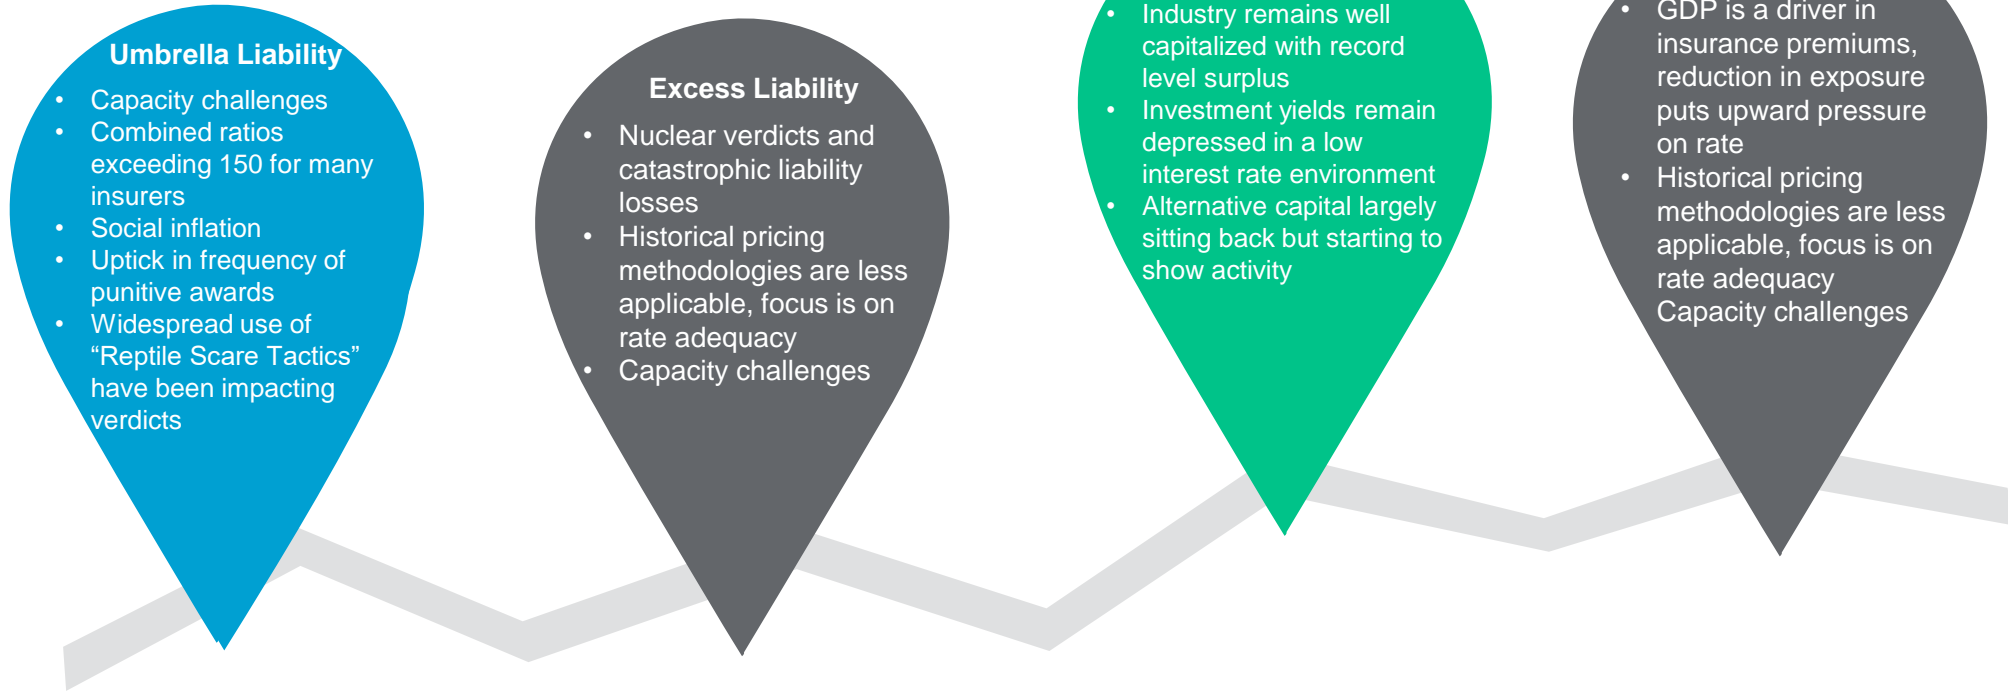 Umbrella Liability
• Capacity challenges
• Combined ratios
exceeding 150 for many
insurers
• Social inflation
• Uptick in frequency of
punitive awards
• Widespread use of
“Reptile Scare Tactics”
have been impacting
verdicts
Excess Liability
• Nuclear verdicts and
catastrophic liability
losses
• Historical pricing
methodologies are less
applicable, focus is on
rate adequacy
• Capacity challenges
• Industry remains well
capitalized with record
level surplus
• Investment yields remain
depressed in a low
interest rate environment
• Alternative capital largely
sitting back but starting to
show activity
• GDP is a driver in
insurance premiums,
reduction in exposure
puts upward pressure
on rate
• Historical pricing
methodologies are less
applicable, focus is on
rate adequacy
Capacity challenges